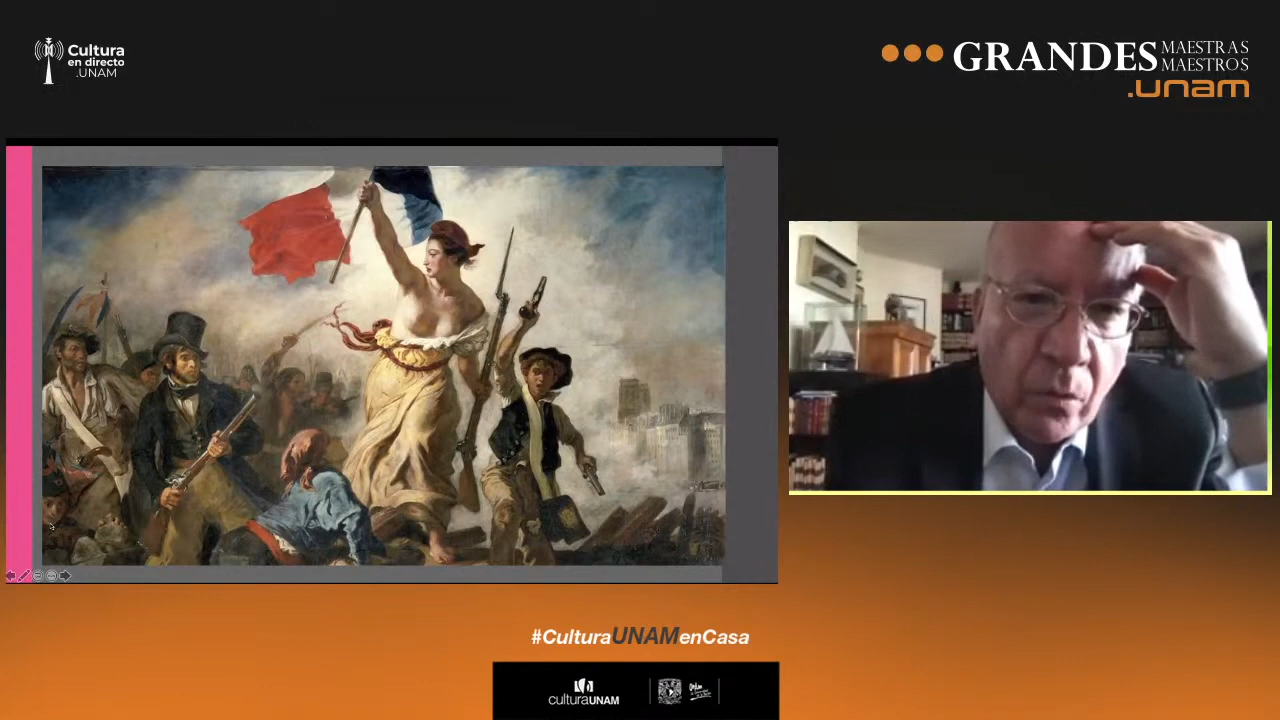 Cultura
en directo
.UNAM
GRANDES MAESTRAS
MAESTROS
.unam
#CulturaUNAMenCasa
culturaUNAM